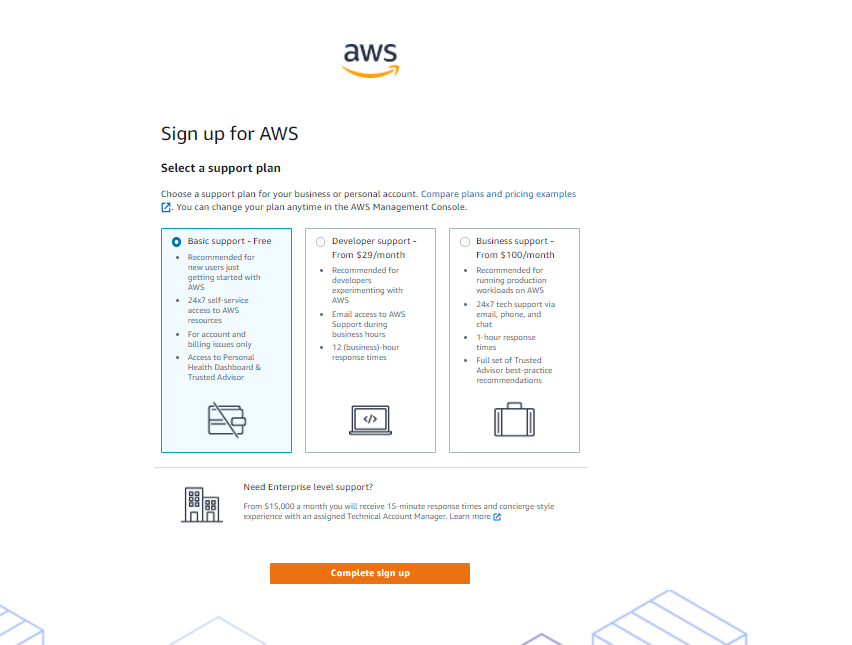 aws
Sign up for AWS
Select a support plan
Choose a support plan for your business or personal account. Compare plans and pricing examples
. You can change your plan anytime in the AWS Management Console.
Basic support - Free
Recommended for
new users just
getting started with
AWS
24x7 self-service
access to AWS
resources
For account and
billing issues only
Access to Personal
Health Dashboard &
Trusted Advisor
Developer support -
From $29/month
Recommended for
developers
experimenting with
AWS
Email access to AWS
Support during
business hours
12 (business)-hour
response times
</>
Business support -
From $100/month
Recommended for
running production
workloads on AWS
24x7 tech support via
email, phone, and
chat
1-hour response
times
Full set of Trusted
Advisor best-practice
recommendations
Need Enterprise level support?
From $15,000 a month you will receive 15-minute response times and concierge-style
experience with an assigned Technical Account Manager. Learn more
Complete sign up